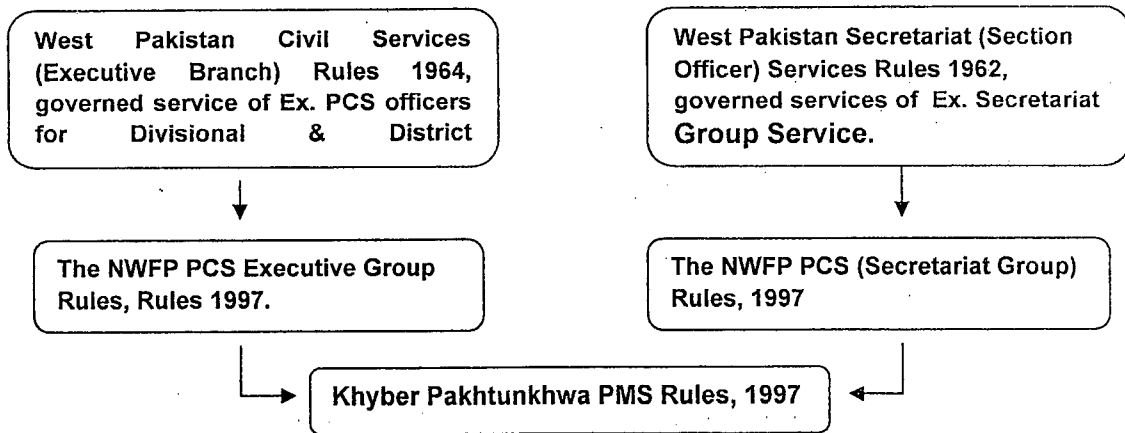 West Pakistan Civil Services
(Executive Branch) Rules 1964,
governed service of Ex. PCS officers
for Divisional & District
West Pakistan Secretariat (Section
Officer) Services Rules 1962,
governed services of Ex. Secretariat
Group Service.
The NWFP PCS Executive Group
Rules, Rules 1997.
The NWFP PCS (Secretariat Group)
Rules, 1997
Khyber Pakhtunkhwa PMS Rules, 1997